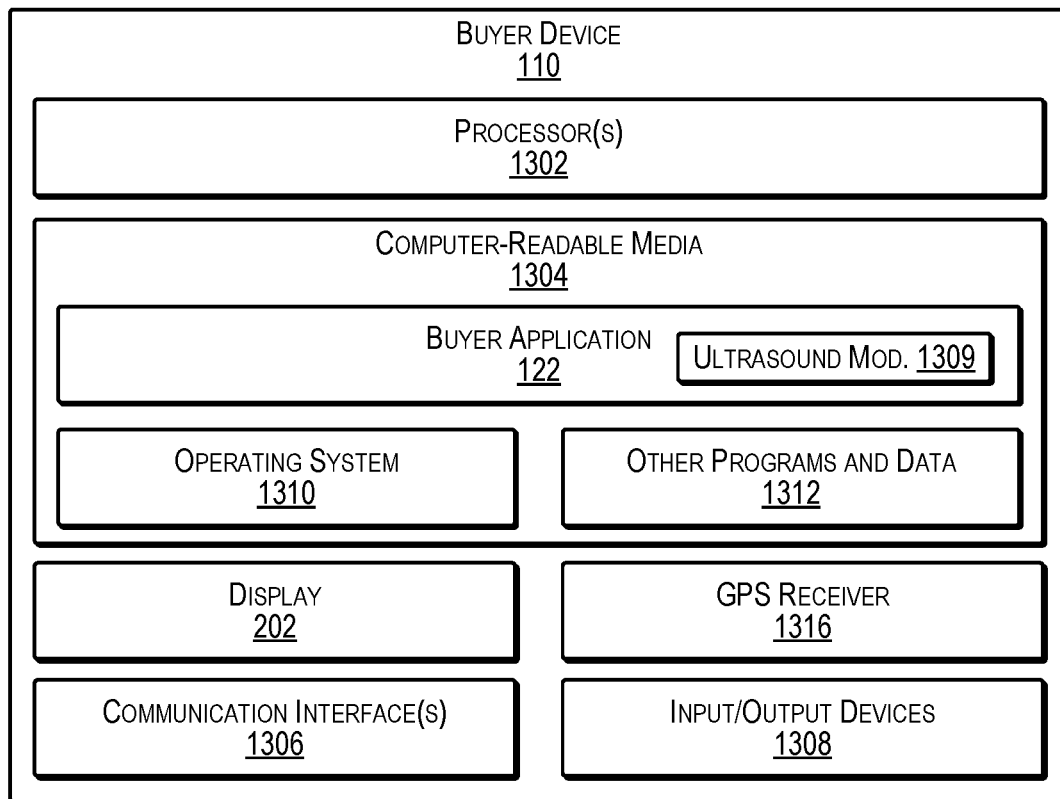 BUYER DEVICE
110
PROCESSOR(S)
1302
COMPUTER-READABLE MEDIA
1304
BUYER APPLICATION
122
ULTRASOUND MOD. 1309
OPERATING SYSTEM
1310
OTHER PROGRAMS AND DATA
1312
DISPLAY
202
GPS RECEIVER
1316
COMMUNICATION INTERFACE(S)
1306
INPUT/OUTPUT DEVICES
1308